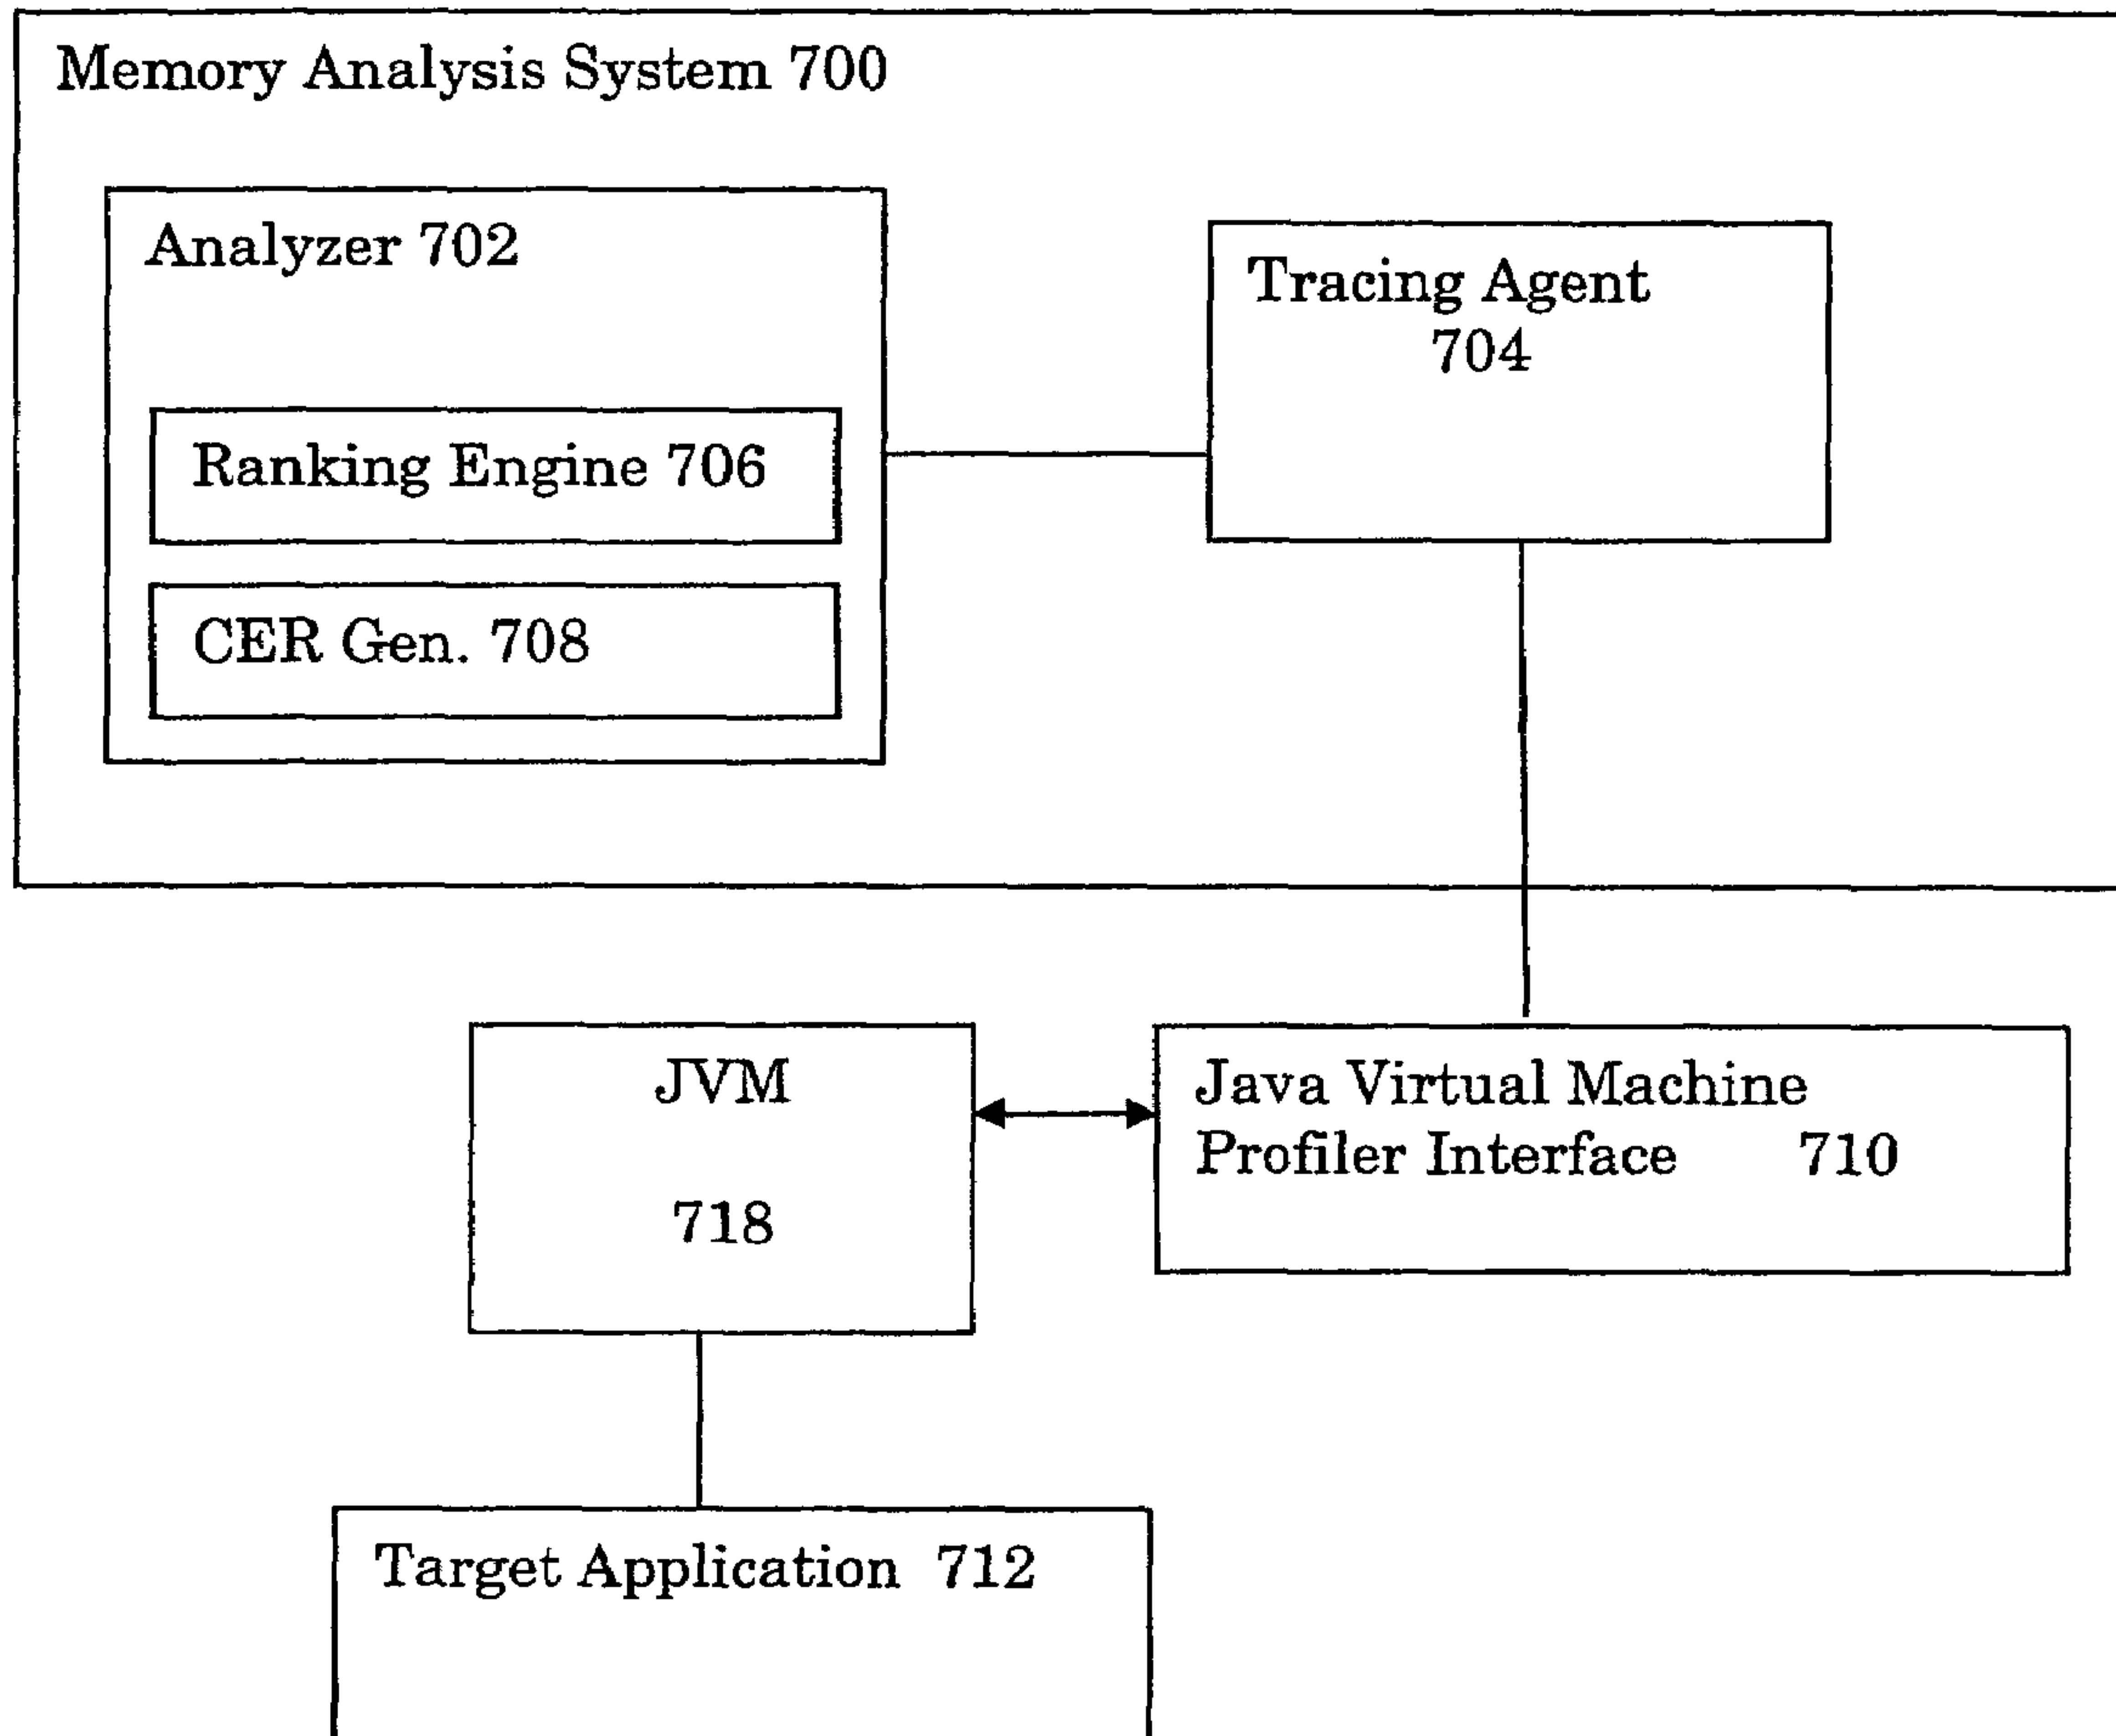 Memory Analysis System 700
Analyzer 702
Ranking Engine 706
CER Gen. 708
Tracing Agent
704
JVM
718
Java Virtual Machine
Profiler Interface 710
Target Application 712